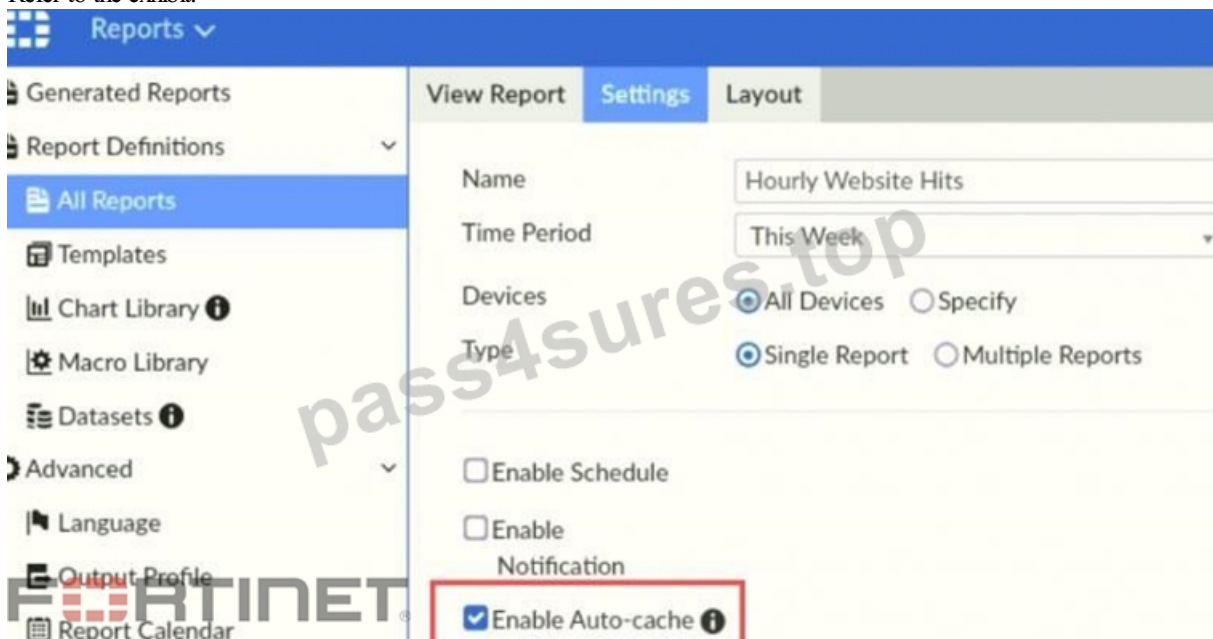 Refer to the exhibit.
Reports
Generated Reports
Report Definitions
All Reports
Templates
Chart Library
Macro Library
Datasets
Advanced
Language
Output Profile
Report Calendar
View Report Settings Layout
Name Hourly Website Hits
Time Period This Week
Devices All Devices Specify
Type Single Report Multiple Reports
Enable Schedule
Enable
Notification
Enable Auto-cache
pass4sures.top
FORTINET